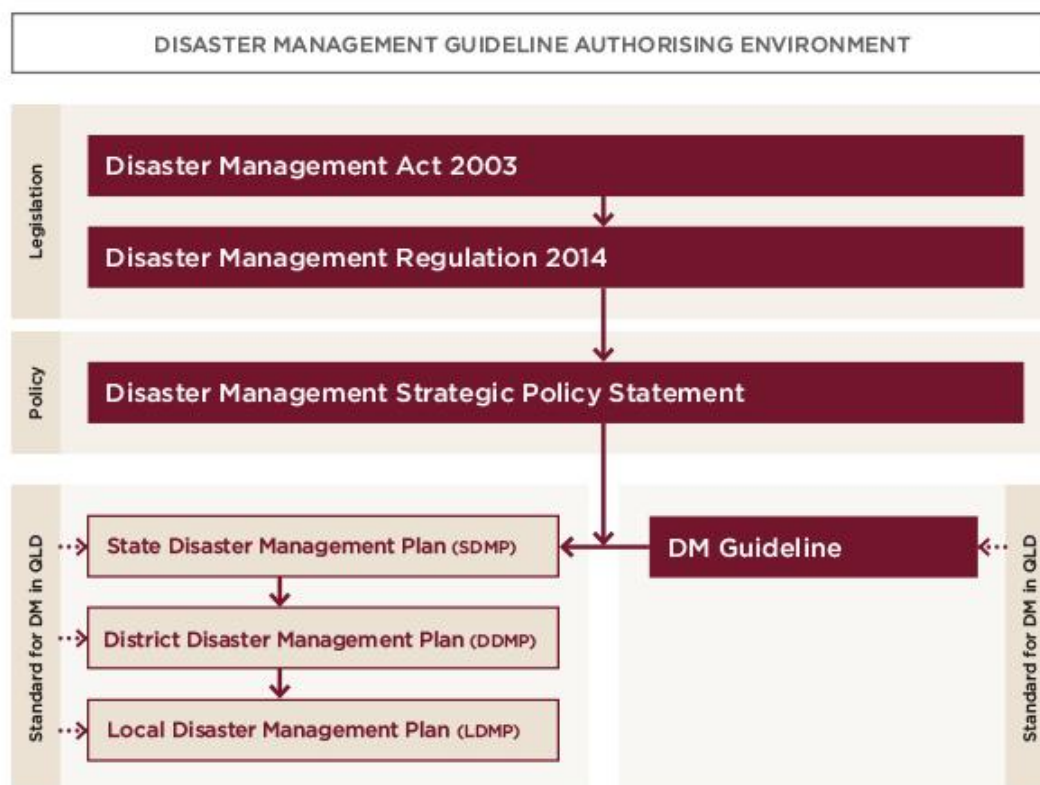 DISASTER MANAGEMENT GUIDELINE AUTHORISING ENVIRONMENT
Legislation
Disaster Management Act 2003
Disaster Management Regulation 2014
Policy
Disaster Management Strategic Policy Statement
Standard for DM in QLD
State Disaster Management Plan (SDMP)
DM Guideline
District Disaster Management Plan (DDMP)
Local Disaster Management Plan (LDMP)
Standard for DM in QLD